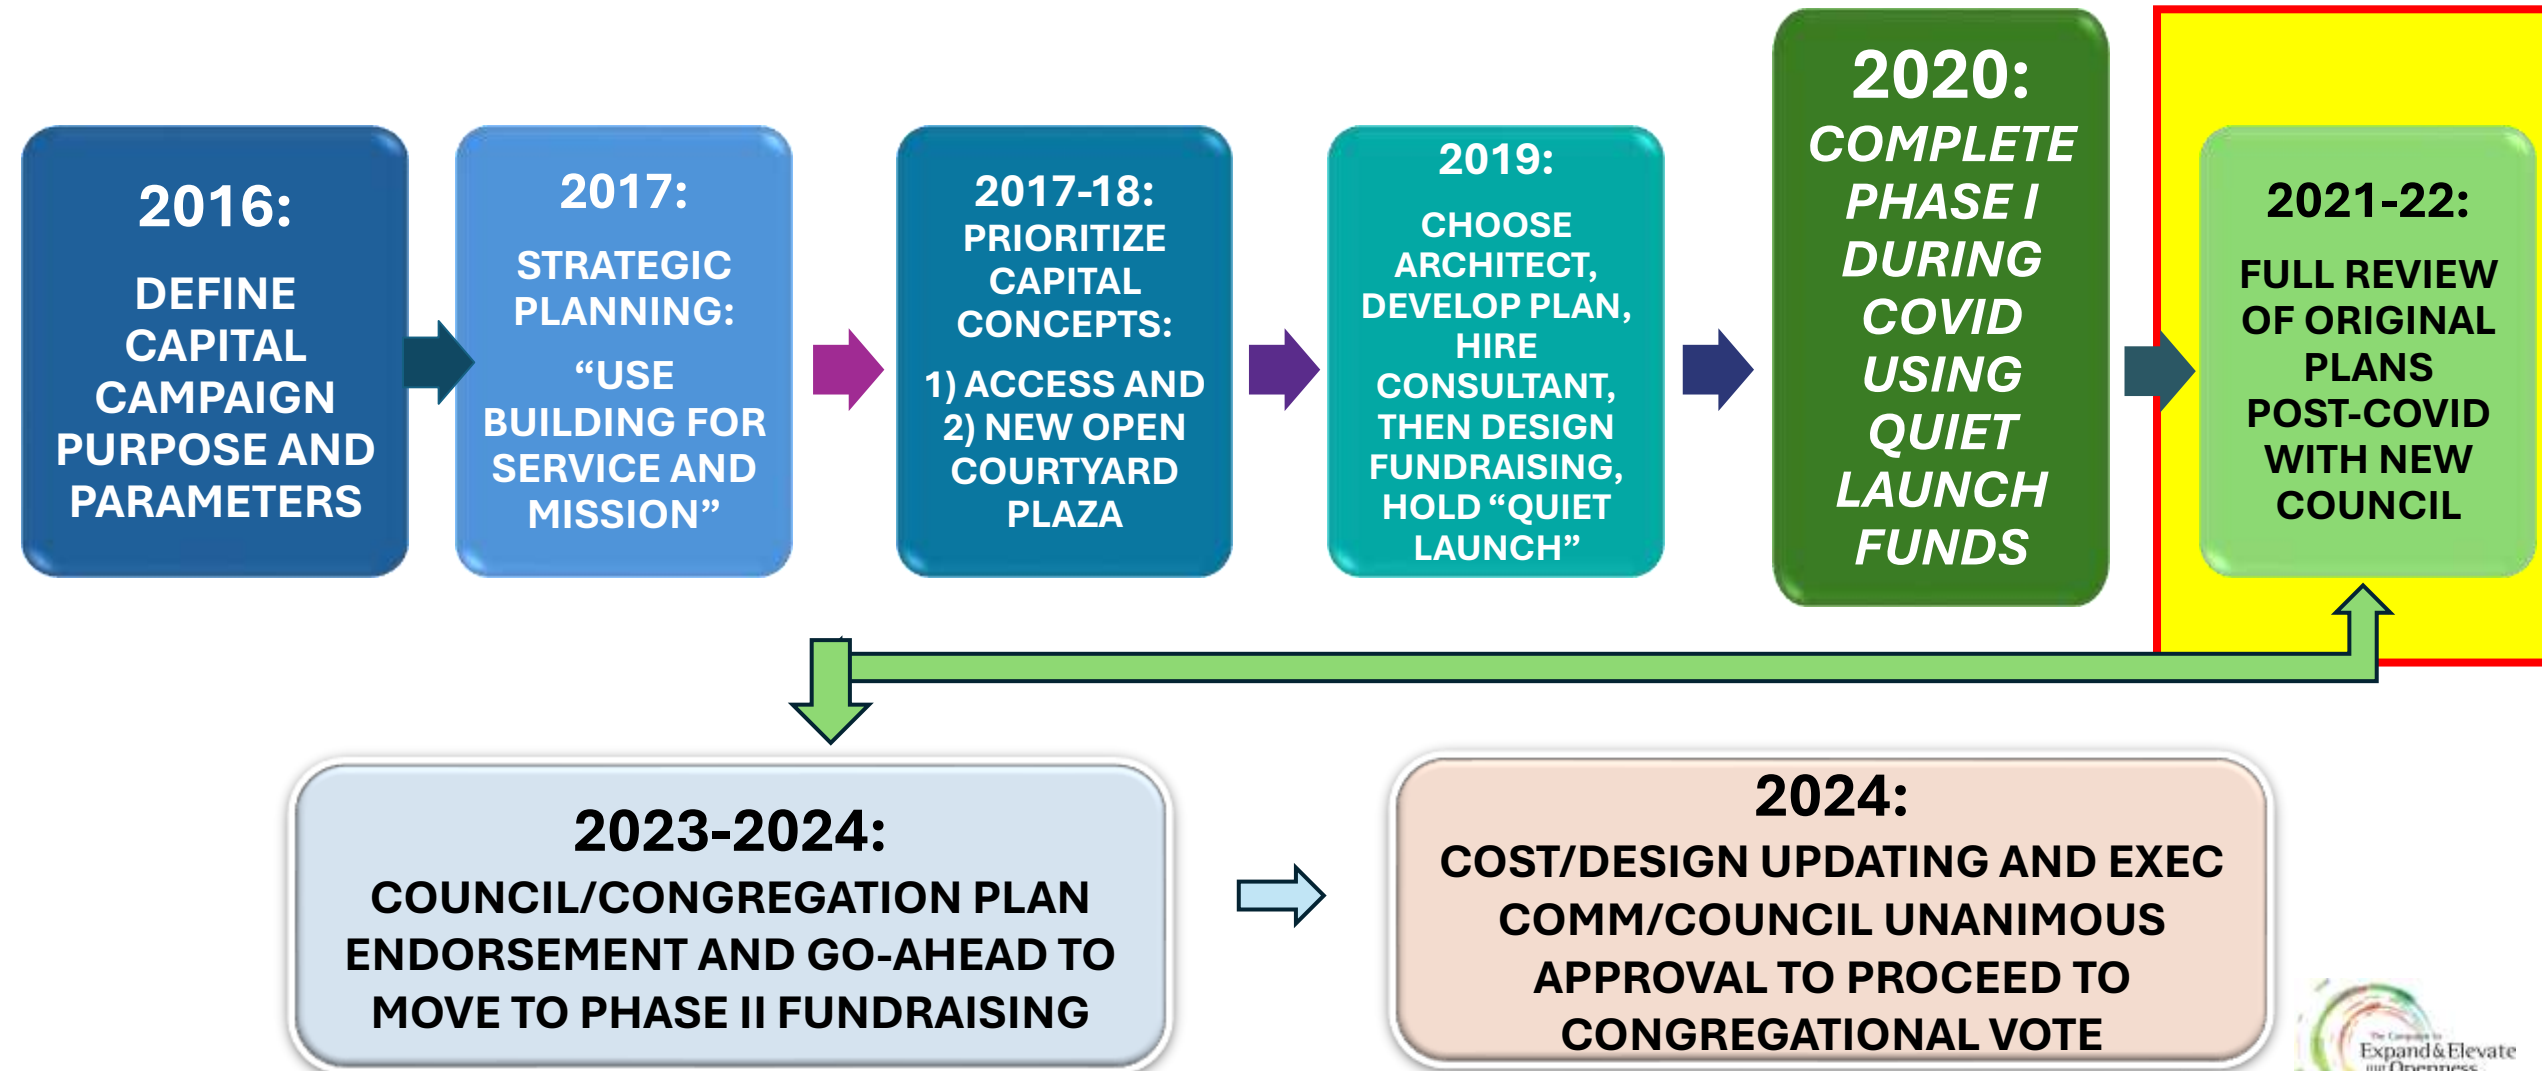 2016:
DEFINE
CAPITAL
CAMPAIGN
PURPOSE AND
PARAMETERS
2017:
STRATEGIC
PLANNING:
“USE
BUILDING FOR
SERVICE AND
MISSION”
2017-18:
PRIORITIZE
CAPITAL
CONCEPTS:
1) ACCESS AND
2) NEW OPEN
COURTYARD
PLAZA
2019:
CHOOSE
ARCHITECT,
DEVELOP PLAN,
HIRE
CONSULTANT,
THEN DESIGN
FUNDRAISING,
HOLD “QUIET
LAUNCH”
2020:
COMPLETE
PHASE I
DURING
COVID
USING
QUIET
LAUNCH
FUNDS
2021-22:
FULL REVIEW
OF ORIGINAL
PLANS
POST-COVID
WITH NEW
COUNCIL
2023-2024:
COUNCIL/CONGREGATION PLAN
ENDORSEMENT AND GO-AHEAD TO
MOVE TO PHASE II FUNDRAISING
2024:
COST/DESIGN UPDATING AND EXEC
COMM/COUNCIL UNANIMOUS
APPROVAL TO PROCEED TO
CONGREGATIONAL VOTE
The Campaign to
Expand & Elevate
Openness